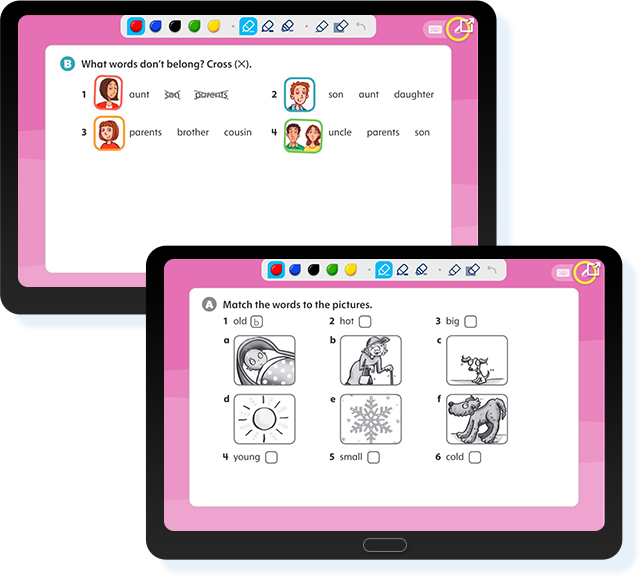 B What words don't belong? Cross (✕).
1 aunt son parents 2 son aunt daughter
3 parents brother cousin 4 uncle parents son
A Match the words to the pictures.
1 old b 2 hot 3 big
a b c
d e f
4 young 5 small 6 cold